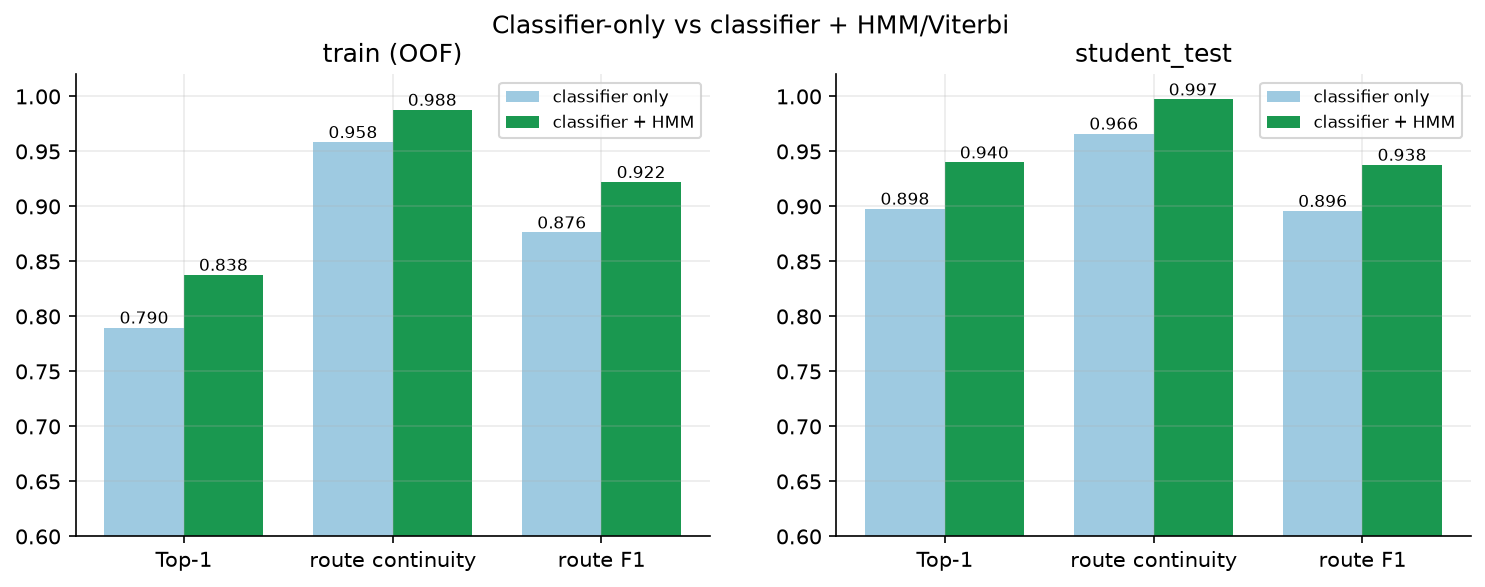 Classifier-only vs classifier + HMM/Viterbi
train (OOF)
1.00
0.95
0.90
0.85
0.80
0.75
0.70
0.65
0.60
classifier only
classifier + HMM
0.790
0.838
0.958
0.988
0.876
0.922
Top-1
route continuity
route F1
student_test
1.00
0.95
0.90
0.85
0.80
0.75
0.70
0.65
0.60
classifier only
classifier + HMM
0.898
0.940
0.966
0.997
0.896
0.938
Top-1
route continuity
route F1